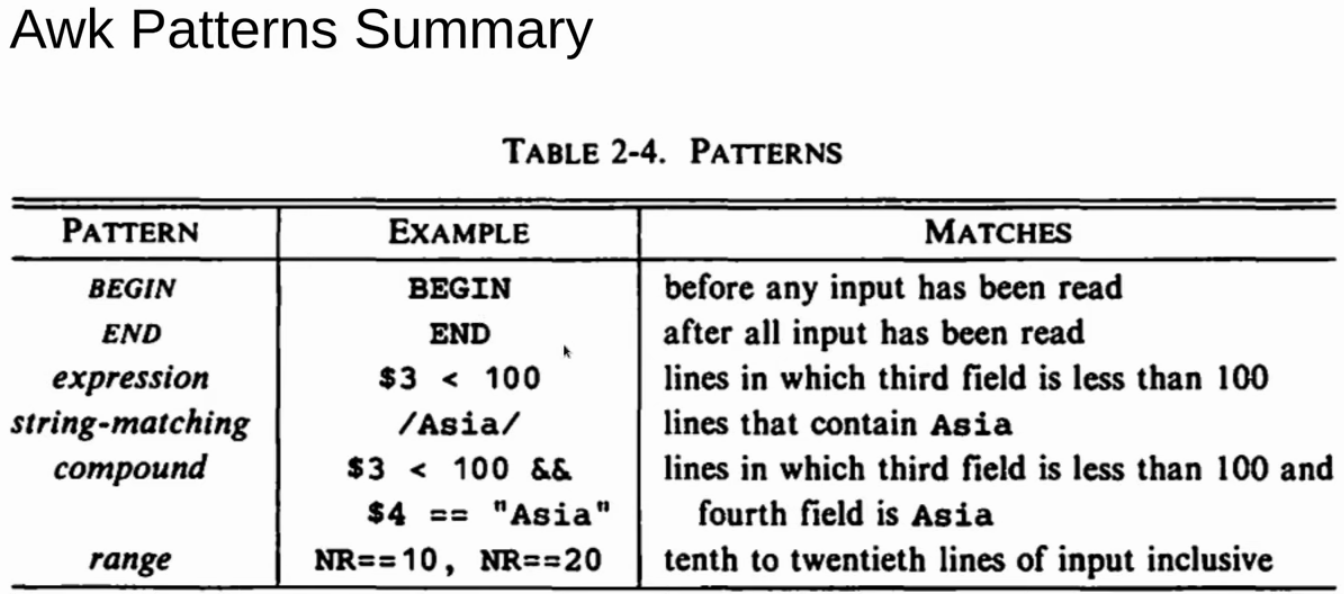 Awk Patterns Summary
TABLE 2-4. PATTERNS
PATTERN EXAMPLE MATCHES
BEGIN BEGIN before any input has been read
END END after all input has been read
expression $3 < 100 lines in which third field is less than 100
string-matching /Asia/ lines that contain Asia
compound $3 < 100 && lines in which third field is less than 100 and
$4 == "Asia" fourth field is Asia
range NR==10, NR==20 tenth to twentieth lines of input inclusive